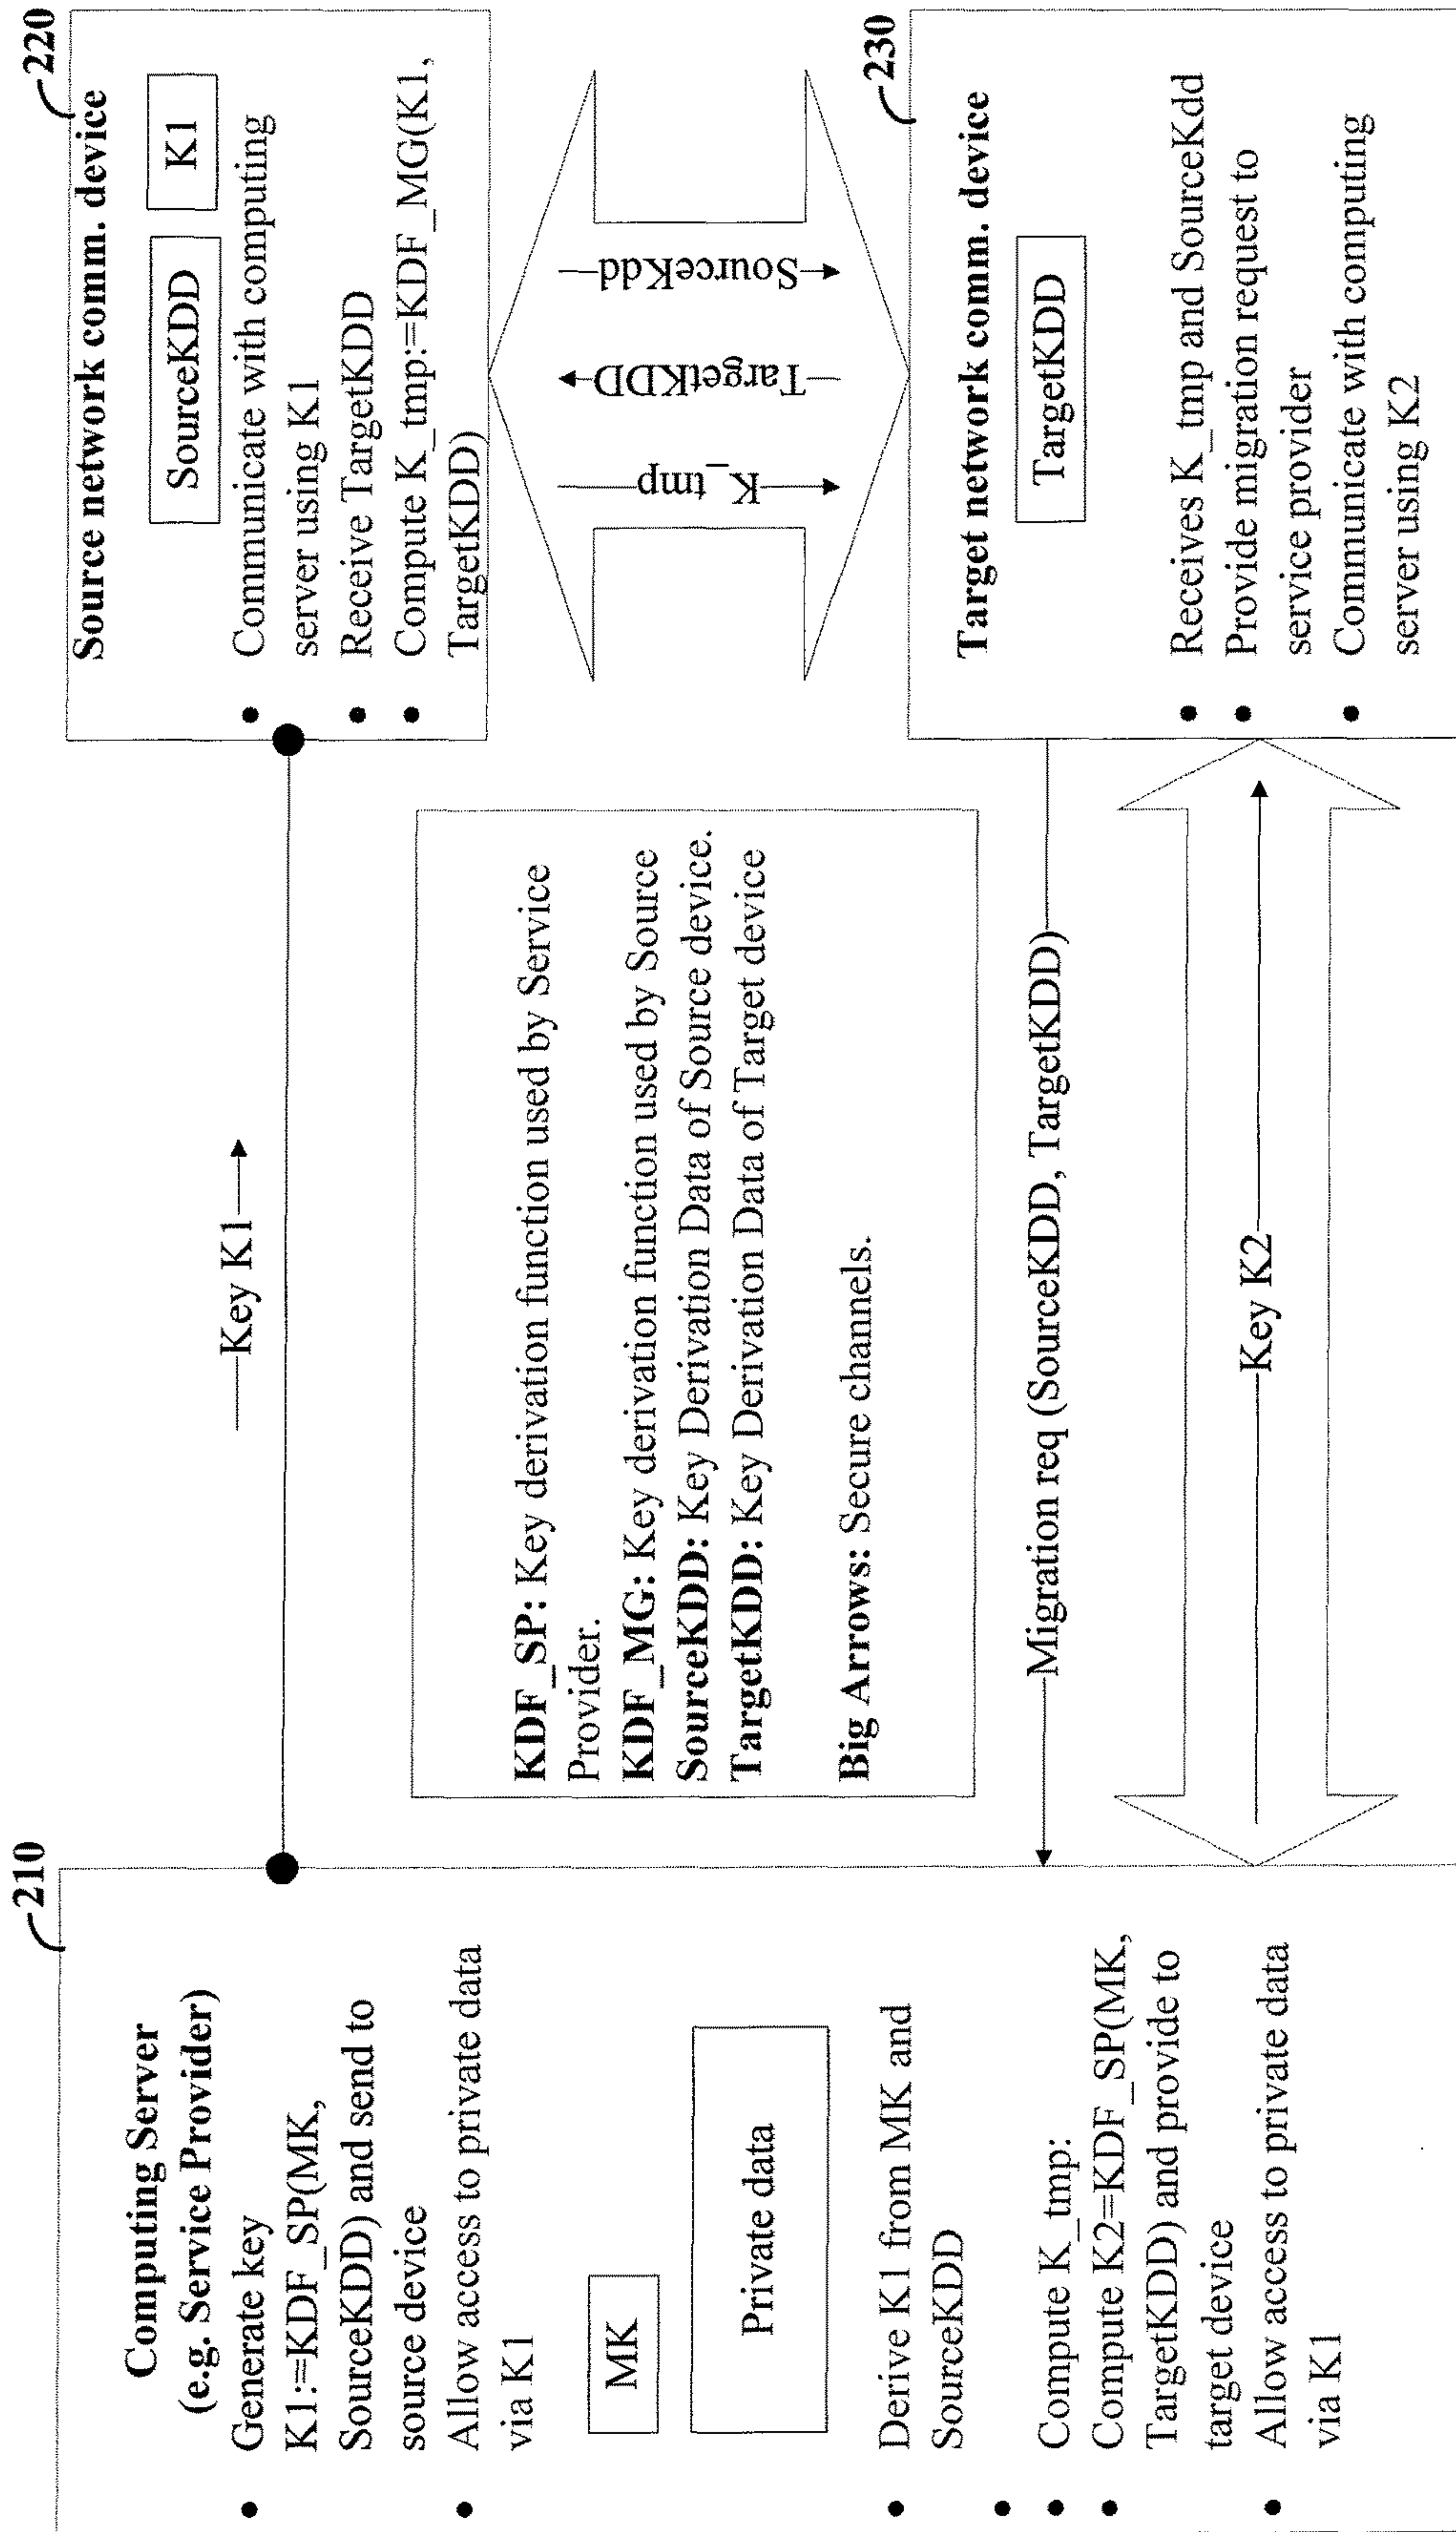 210
Computing Server
(e.g. Service Provider)
• Generate key
K1:=KDF_SP(MK,
SourceKDD) and send to
source device
• Allow access to private data
via K1
MK
Private data
• Derive K1 from MK and
SourceKDD
•
• Compute K_tmp:
• Compute K2=KDF_SP(MK,
TargetKDD) and provide to
target device
• Allow access to private data
via K1
Key K1
KDF_SP: Key derivation function used by Service
Provider.
KDF_MG: Key derivation function used by Source
SourceKDD: Key Derivation Data of Source device.
TargetKDD: Key Derivation Data of Target device
Big Arrows: Secure channels.
Migration req (SourceKDD, TargetKDD)
Key K2
220
Source network comm. device
SourceKDD
K1
• Communicate with computing
server using K1
• Receive TargetKDD
• Compute K_tmp:=KDF_MG(K1,
TargetKDD)
K_tmp
TargetKDD
SourceKdd
230
Target network comm. device
TargetKDD
• Receives K_tmp and SourceKdd
• Provide migration request to
service provider
• Communicate with computing
server using K2